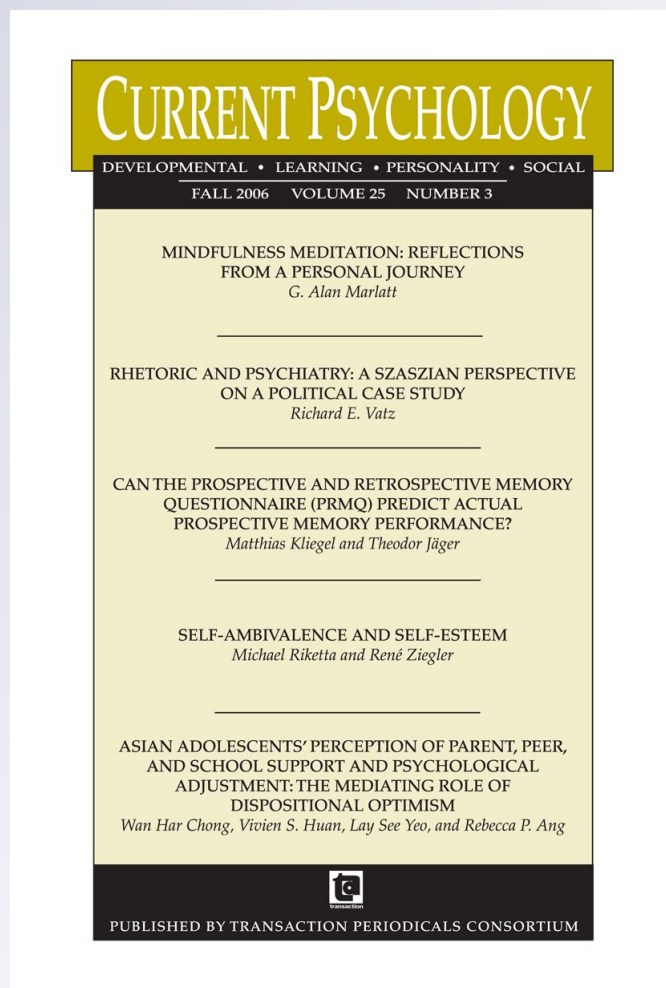 CURRENT PSYCHOLOGY
DEVELOPMENTAL • LEARNING • PERSONALITY • SOCIAL
FALL 2006 VOLUME 25 NUMBER 3
MINDFULNESS MEDITATION: REFLECTIONS
FROM A PERSONAL JOURNEY
G. Alan Marlatt
RHETORIC AND PSYCHIATRY: A SZASZIAN PERSPECTIVE
ON A POLITICAL CASE STUDY
Richard E. Vatz
CAN THE PROSPECTIVE AND RETROSPECTIVE MEMORY
QUESTIONNAIRE (PRMQ) PREDICT ACTUAL
PROSPECTIVE MEMORY PERFORMANCE?
Matthias Kliegel and Theodor Jäger
SELF-AMBIVALENCE AND SELF-ESTEEM
Michael Riketta and René Ziegler
ASIAN ADOLESCENTS' PERCEPTION OF PARENT, PEER,
AND SCHOOL SUPPORT AND PSYCHOLOGICAL
ADJUSTMENT: THE MEDIATING ROLE OF
DISPOSITIONAL OPTIMISM
Wan Har Chong, Vivien S. Huan, Lay See Yeo, and Rebecca P. Ang
ta
transaction
PUBLISHED BY TRANSACTION PERIODICALS CONSORTIUM